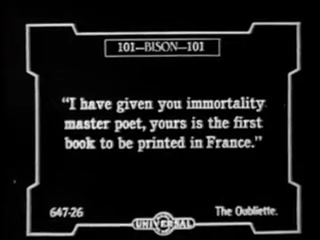 101—BISON—101
"I have given you immortality
master poet, yours is the first
book to be printed in France."
647-26
The Oubliette.
UNIVERSAL